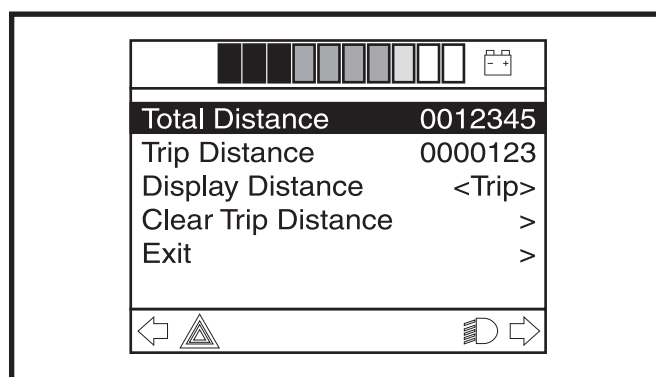 Total Distance 0012345
Trip Distance 0000123
Display Distance <Trip>
Clear Trip Distance >
Exit >